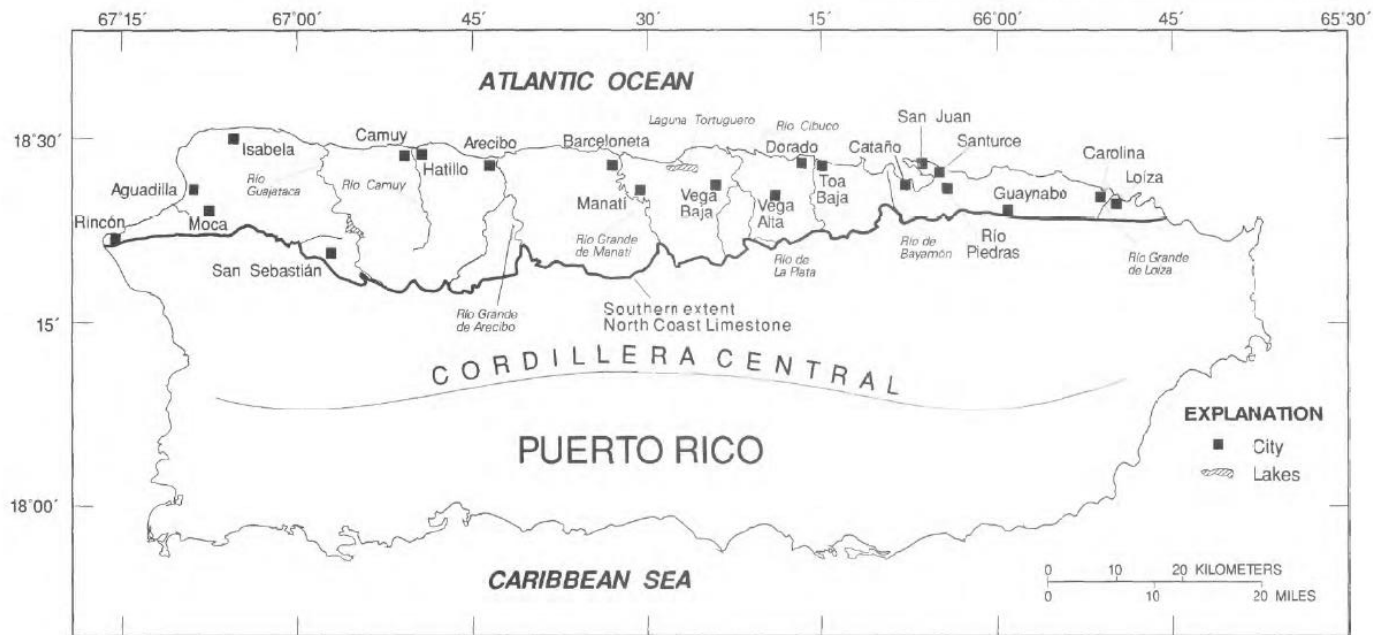 67°15′ 67°00′ 45′ 30′ 15′ 66°00′ 45′ 65°30′
ATLANTIC OCEAN
18°30′
Isabela
Camuy
Hatillo
Arecibo
Barceloneta
Laguna Tortuguero
Río Cibuco
Dorado
Toa
Baja
Cataño
San Juan
Santurce
Carolina
Loíza
Aguadilla
Río
Guajataca
Río Camuy
Manatí
Vega
Baja
Vega
Alta
Guaynabo
Rincón
Moca
San Sebastián
Río Grande
de Manatí
Río de
La Plata
Río de
Bayamón
Río
Piedras
Río Grande
de Loíza
Río Grande
de Arecibo
Southern extent
North Coast Limestone
15′
CORDILLERA CENTRAL
PUERTO RICO
EXPLANATION
City
Lakes
18°00′
CARIBBEAN SEA
0 10 20 KILOMETERS
0 10 20 MILES